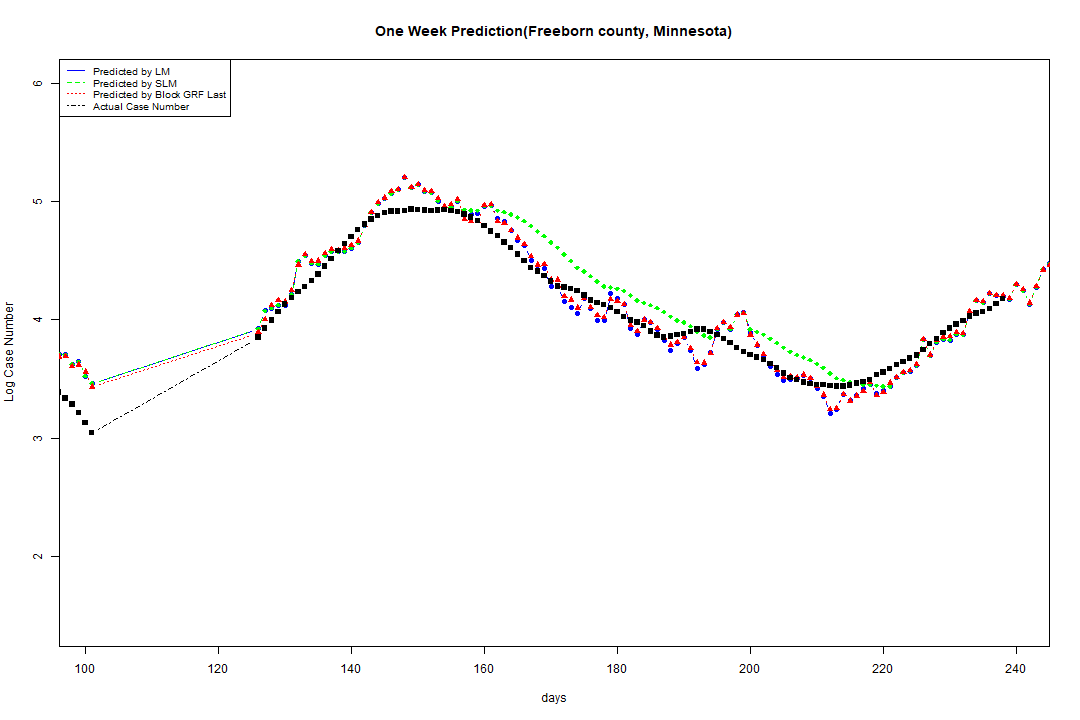 One Week Prediction(Freeborn county, Minnesota)
Predicted by LM
Predicted by SLM
Predicted by Block GRF Last
Actual Case Number
6
5
4
3
2
Log Case Number
100 120 140 160 180 200 220 240
days